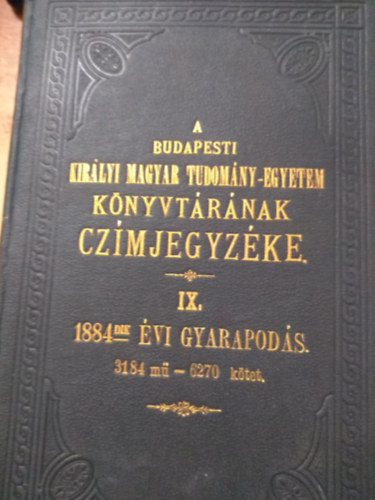 A
BUDAPESTI
KIRÁLYI MAGYAR TUDOMÁNY-EGYETEM
KÖNYVTÁRÁNAK
CZÍMJEGYZÉKE.
IX.
1884DIK ÉVI GYARAPODÁS.
3184 mű – 6270 kötet.